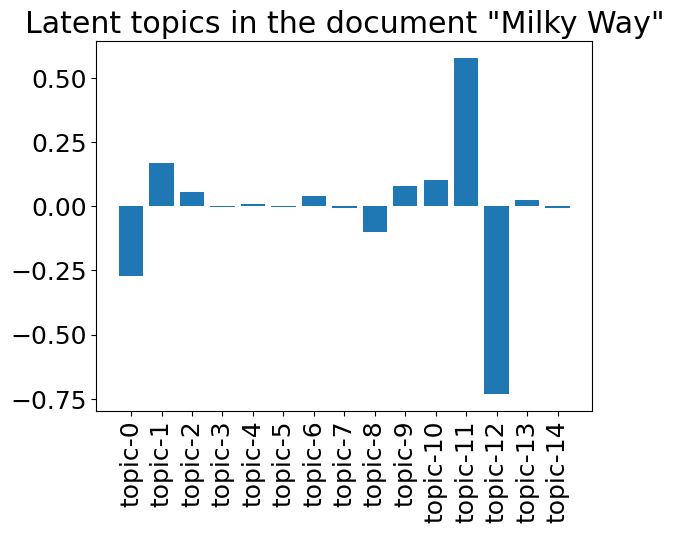 Latent topics in the document "Milky Way"
0.50
0.25
0.00
−0.25
−0.50
−0.75
topic-0
topic-1
topic-2
topic-3
topic-4
topic-5
topic-6
topic-7
topic-8
topic-9
topic-10
topic-11
topic-12
topic-13
topic-14